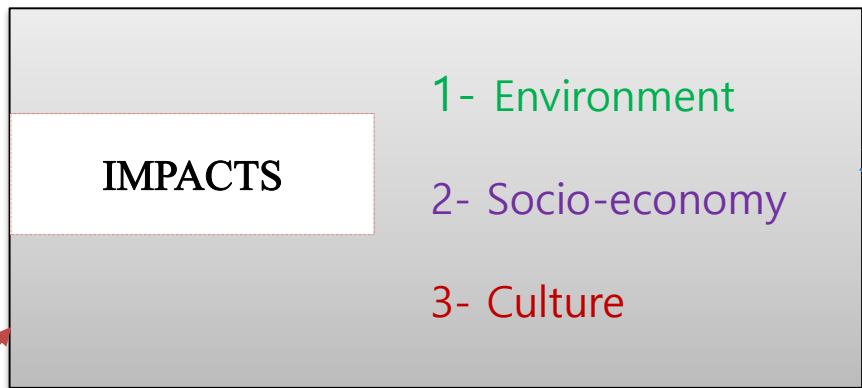 IMPACTS
1- Environment
2- Socio-economy
3- Culture